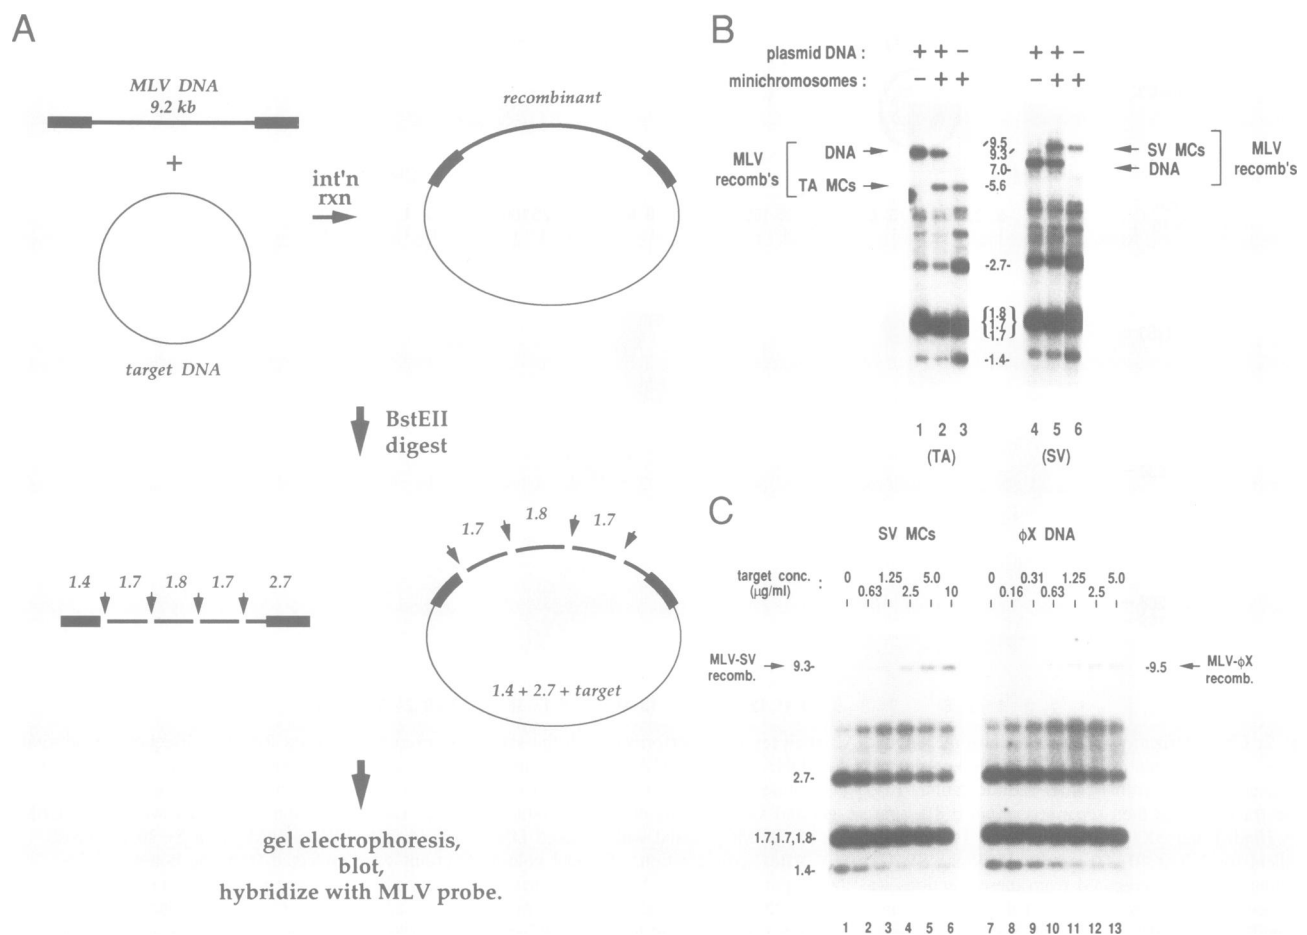 A
MLV DNA
9.2 kb
+
target DNA
int'n
rxn
recombinant
BstEII
digest
1.4 1.7 1.8 1.7 2.7
1.7 1.8 1.7
1.4 + 2.7 + target
gel electrophoresis,
blot,
hybridize with MLV probe.
B
plasmid DNA : + + − + + −
minichromosomes: − + + − + +
MLV
recomb's
DNA
TA MCs
9.5
9.3
7.0-
-5.6
-2.7-
{1.8
1.7}
1.7
-1.4-
SV MCs
DNA
MLV
recomb's
1 2 3 4 5 6
(TA) (SV)
C
SV MCs φX DNA
target conc. :
(μg/ml)
0 1.25 5.0
0.63 2.5 10
0 0.31 1.25 5.0
0.16 0.63 2.5
MLV-SV
recomb.
9.3-
-9.5
MLV-φX
recomb.
2.7-
1.7,1.7,1.8-
1.4-
1 2 3 4 5 6 7 8 9 10 11 12 13